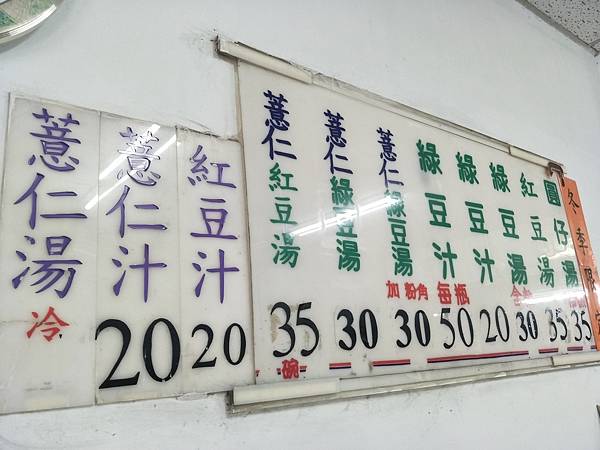 薏仁湯
冷
薏仁汁
20
紅豆汁
20
薏仁紅豆湯
35
碗
薏仁綠豆湯
30
薏仁綠豆湯
加粉角
30
綠豆汁
每瓶
50
綠豆汁
20
綠豆湯
30
紅豆湯
35
圓仔湯
35
冬季限定